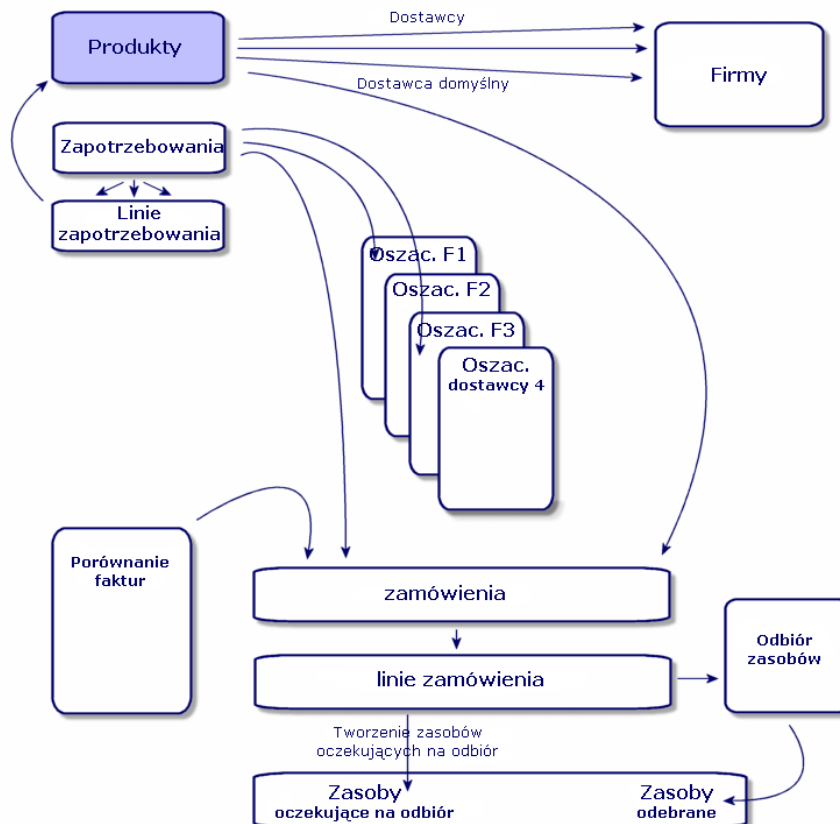 Dostawcy
Produkty
Firmy
Dostawca domyślny
Zapotrzebowania
Linie
zapotrzebowania
Oszac. F1
Oszac. F2
Oszac. F3
Oszac.
dostawcy 4
Porównanie
faktur
zamówienia
Odbiór
zasobów
linie zamówienia
Tworzenie zasobów
oczekujących na odbiór
Zasoby
oczekujące na odbiór
Zasoby
odebrane